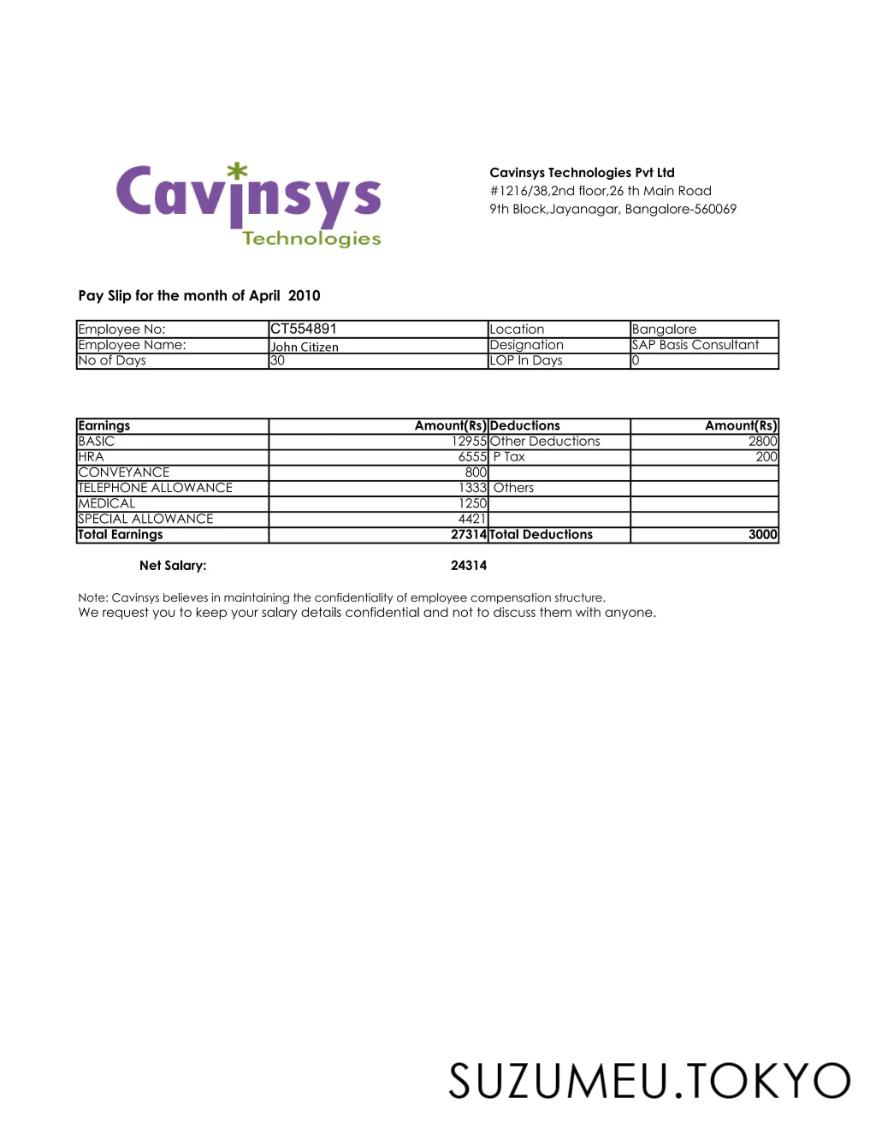 Cavinsys
Technologies
Cavinsys Technologies Pvt Ltd
#1216/38,2nd floor,26 th Main Road
9th Block,Jayanagar, Bangalore-560069
Pay Slip for the month of April  2010
Employee No: CT554891 Location Bangalore
Employee Name: John Citizen Designation SAP Basis Consultant
No of Days 30 LOP In Days 0
Earnings Amount(Rs) Deductions Amount(Rs)
BASIC 12955 Other Deductions 2800
HRA 6555 P Tax 200
CONVEYANCE 800
TELEPHONE ALLOWANCE 1333 Others
MEDICAL 1250
SPECIAL ALLOWANCE 4421
Total Earnings 27314 Total Deductions 3000
Net Salary: 24314
Note: Cavinsys believes in maintaining the confidentiality of employee compensation structure.
We request you to keep your salary details confidential and not to discuss them with anyone.
SUZUMEU.TOKYO